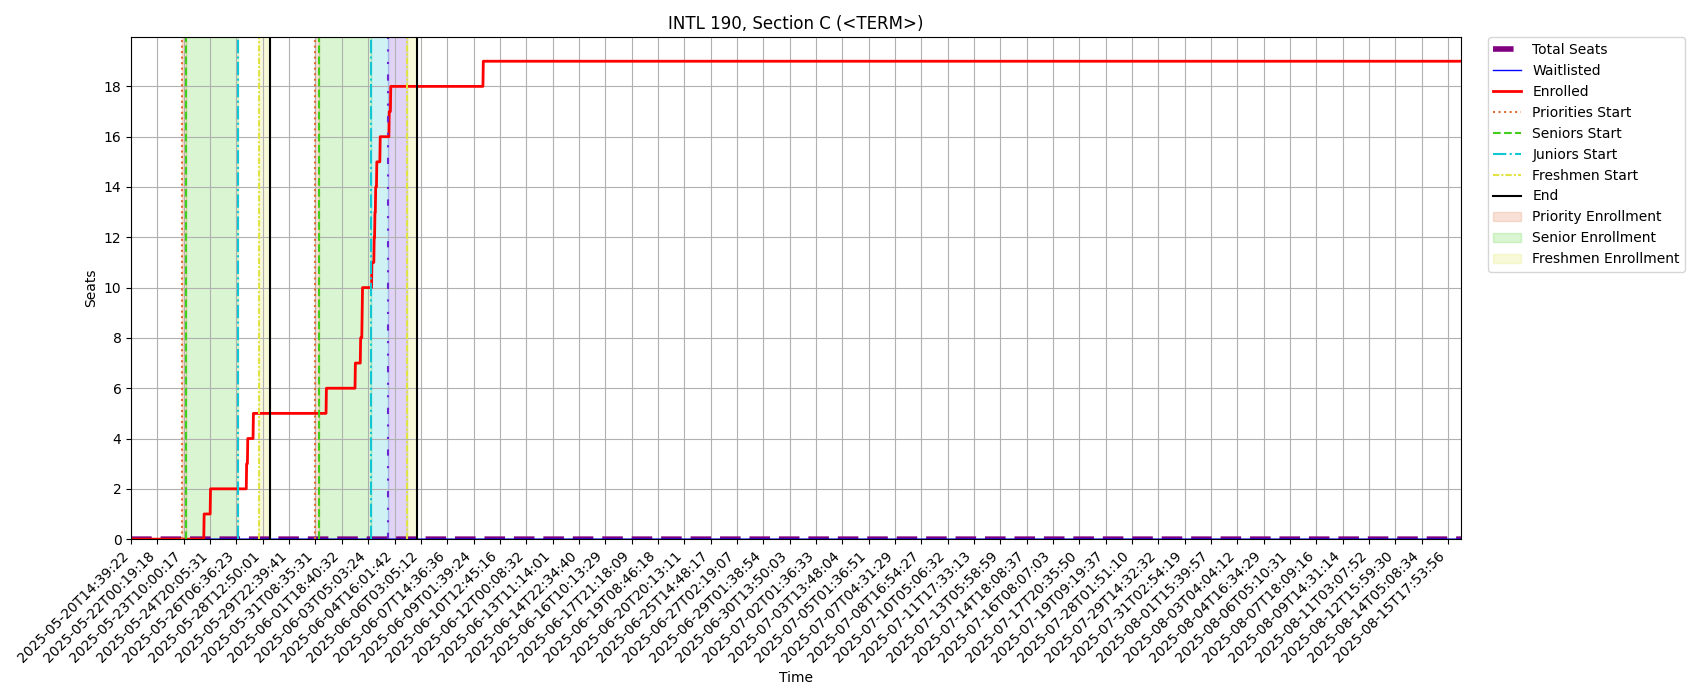 INTL 190, Section C (<TERM>)
Total Seats
Waitlisted
Enrolled
Priorities Start
Seniors Start
Juniors Start
Freshmen Start
End
Priority Enrollment
Senior Enrollment
Freshmen Enrollment
Seats
18
16
14
12
10
8
6
4
2
0
2025-05-20T14:39:22
2025-05-22T00:19:18
2025-05-23T10:00:17
2025-05-24T20:05:31
2025-05-26T06:36:23
2025-05-28T12:50:01
2025-05-29T22:39:41
2025-05-31T08:35:31
2025-06-01T18:40:32
2025-06-03T05:03:24
2025-06-04T16:01:42
2025-06-06T03:05:12
2025-06-07T14:36:36
2025-06-09T01:39:24
2025-06-10T12:45:16
2025-06-12T00:08:32
2025-06-13T11:14:01
2025-06-14T22:34:40
2025-06-16T10:13:29
2025-06-17T21:18:09
2025-06-19T08:46:18
2025-06-20T20:13:11
2025-06-25T14:48:17
2025-06-27T02:19:07
2025-06-29T01:38:54
2025-06-30T13:50:03
2025-07-02T01:36:33
2025-07-03T13:48:04
2025-07-05T01:36:51
2025-07-07T04:31:29
2025-07-08T16:54:27
2025-07-10T05:06:32
2025-07-11T17:33:13
2025-07-13T05:58:59
2025-07-14T18:08:37
2025-07-16T08:07:03
2025-07-17T20:35:50
2025-07-19T09:19:37
2025-07-28T01:51:10
2025-07-29T14:32:32
2025-07-31T02:54:19
2025-08-01T15:39:57
2025-08-03T04:04:12
2025-08-04T16:34:29
2025-08-06T05:10:31
2025-08-07T18:09:16
2025-08-09T14:31:14
2025-08-11T03:07:52
2025-08-12T15:59:30
2025-08-14T05:08:34
2025-08-15T17:53:56
Time